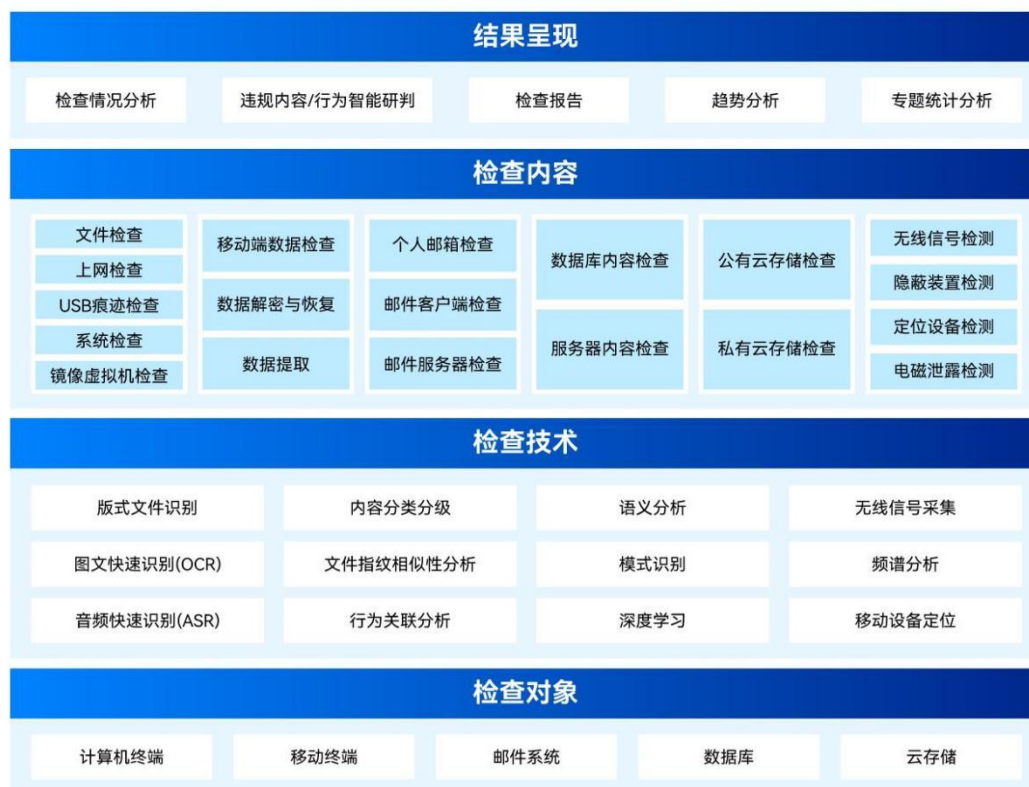 结果呈现
检查情况分析
违规内容/行为智能研判
检查报告
趋势分析
专题统计分析
检查内容
文件检查
上网检查
USB痕迹检查
系统检查
镜像虚拟机检查
移动端数据检查
数据解密与恢复
数据提取
个人邮箱检查
邮件客户端检查
邮件服务器检查
数据库内容检查
服务器内容检查
公有云存储检查
私有云存储检查
无线信号检测
隐蔽装置检测
定位设备检测
电磁泄露检测
检查技术
版式文件识别
内容分类分级
语义分析
无线信号采集
图文快速识别(OCR)
文件指纹相似性分析
模式识别
频谱分析
音频快速识别(ASR)
行为关联分析
深度学习
移动设备定位
检查对象
计算机终端
移动终端
邮件系统
数据库
云存储